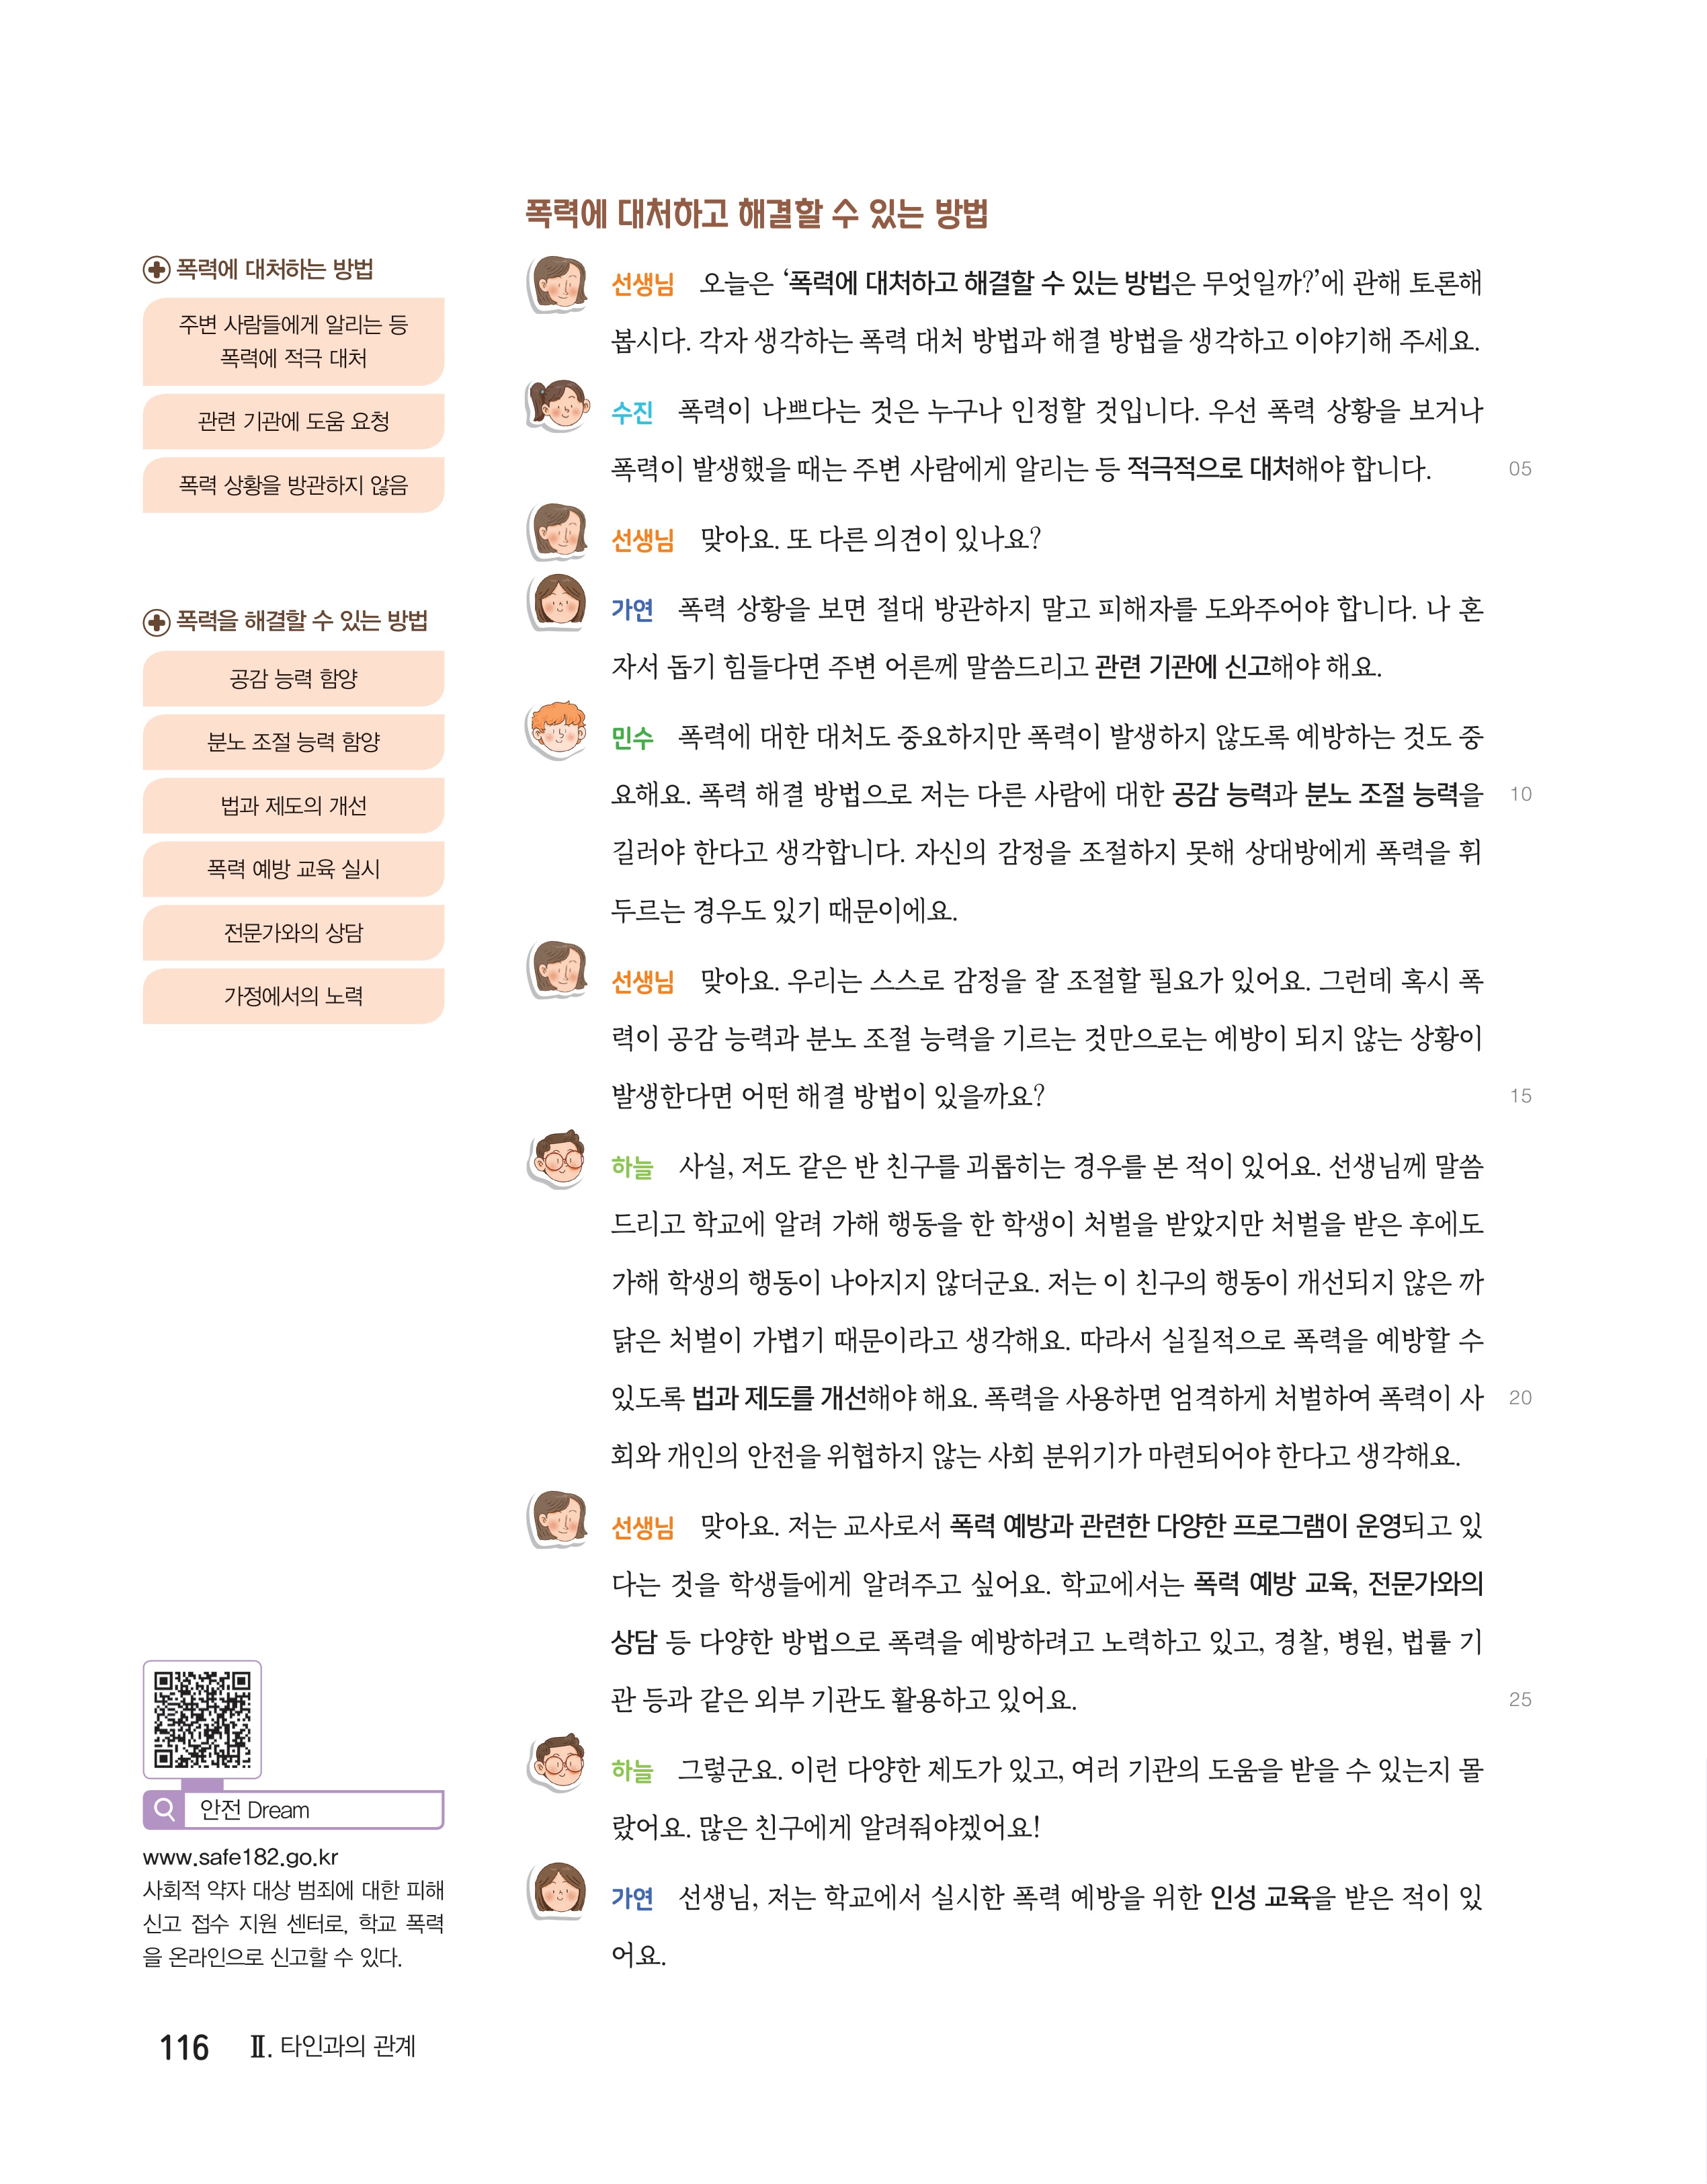 폭력에 대처하고 해결할 수 있는 방법
폭력에 대처하는 방법
주변 사람들에게 알리는 등
폭력에 적극 대처
관련 기관에 도움 요청
폭력 상황을 방관하지 않음
폭력을 해결할 수 있는 방법
공감 능력 함양
분노 조절 능력 함양
법과 제도의 개선
폭력 예방 교육 실시
전문가와의 상담
가정에서의 노력
선생님 오늘은 ‘폭력에 대처하고 해결할 수 있는 방법은 무엇일까?’에 관해 토론해
봅시다. 각자 생각하는 폭력 대처 방법과 해결 방법을 생각하고 이야기해 주세요.
수진 폭력이 나쁘다는 것은 누구나 인정할 것입니다. 우선 폭력 상황을 보거나
폭력이 발생했을 때는 주변 사람에게 알리는 등 적극적으로 대처해야 합니다. 05
선생님 맞아요. 또 다른 의견이 있나요?
가연 폭력 상황을 보면 절대 방관하지 말고 피해자를 도와주어야 합니다. 나 혼
자서 돕기 힘들다면 주변 어른께 말씀드리고 관련 기관에 신고해야 해요.
민수 폭력에 대한 대처도 중요하지만 폭력이 발생하지 않도록 예방하는 것도 중
요해요. 폭력 해결 방법으로 저는 다른 사람에 대한 공감 능력과 분노 조절 능력을 10
길러야 한다고 생각합니다. 자신의 감정을 조절하지 못해 상대방에게 폭력을 휘
두르는 경우도 있기 때문이에요.
선생님 맞아요. 우리는 스스로 감정을 잘 조절할 필요가 있어요. 그런데 혹시 폭
력이 공감 능력과 분노 조절 능력을 기르는 것만으로는 예방이 되지 않는 상황이
발생한다면 어떤 해결 방법이 있을까요? 15
하늘 사실, 저도 같은 반 친구를 괴롭히는 경우를 본 적이 있어요. 선생님께 말씀
드리고 학교에 알려 가해 행동을 한 학생이 처벌을 받았지만 처벌을 받은 후에도
가해 학생의 행동이 나아지지 않더군요. 저는 이 친구의 행동이 개선되지 않은 까
닭은 처벌이 가볍기 때문이라고 생각해요. 따라서 실질적으로 폭력을 예방할 수
있도록 법과 제도를 개선해야 해요. 폭력을 사용하면 엄격하게 처벌하여 폭력이 사 20
회와 개인의 안전을 위협하지 않는 사회 분위기가 마련되어야 한다고 생각해요.
선생님 맞아요. 저는 교사로서 폭력 예방과 관련한 다양한 프로그램이 운영되고 있
다는 것을 학생들에게 알려주고 싶어요. 학교에서는 폭력 예방 교육, 전문가와의
상담 등 다양한 방법으로 폭력을 예방하려고 노력하고 있고, 경찰, 병원, 법률 기
관 등과 같은 외부 기관도 활용하고 있어요. 25
하늘 그렇군요. 이런 다양한 제도가 있고, 여러 기관의 도움을 받을 수 있는지 몰
랐어요. 많은 친구에게 알려줘야겠어요!
가연 선생님, 저는 학교에서 실시한 폭력 예방을 위한 인성 교육을 받은 적이 있
어요.
안전 Dream
www.safe182.go.kr
사회적 약자 대상 범죄에 대한 피해
신고 접수 지원 센터로, 학교 폭력
을 온라인으로 신고할 수 있다.
116 Ⅱ. 타인과의 관계